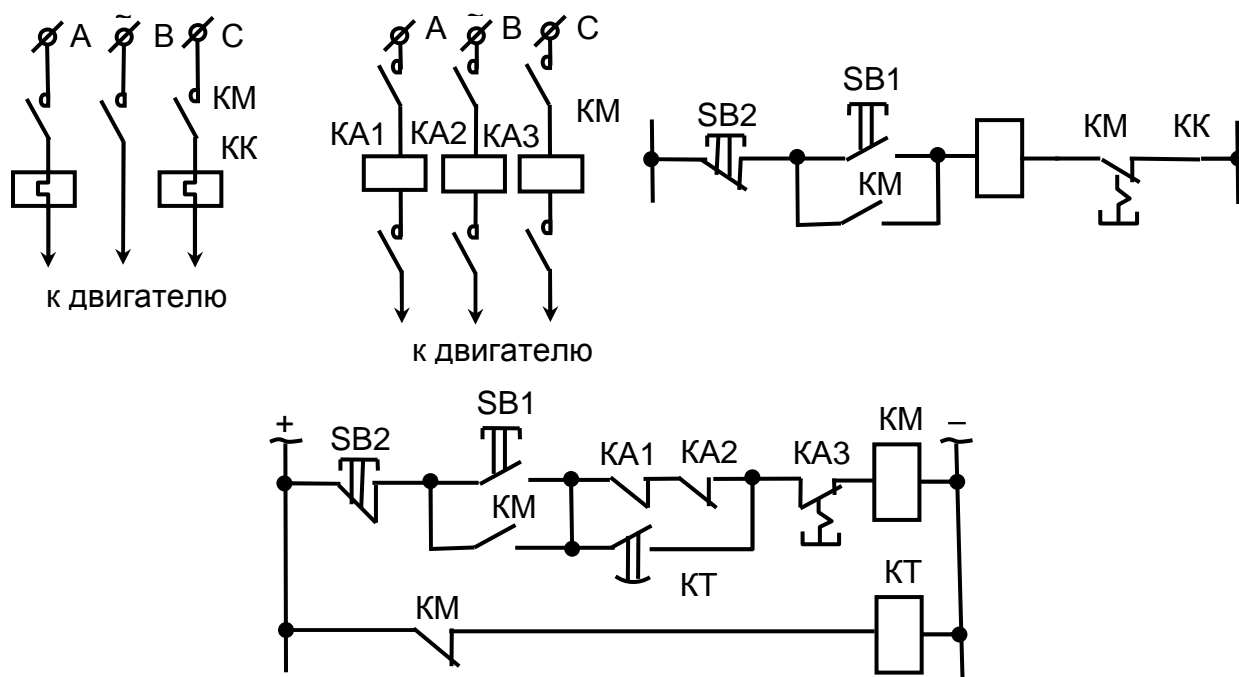 ~ ~
A B C A B C
SB1
KM KM SB2 KM KK
KA1 KA2 KA3
KK KM
к двигателю
к двигателю
SB1 KM
+ –
SB2 KA1 KA2 KA3
KM
KT KT
KM